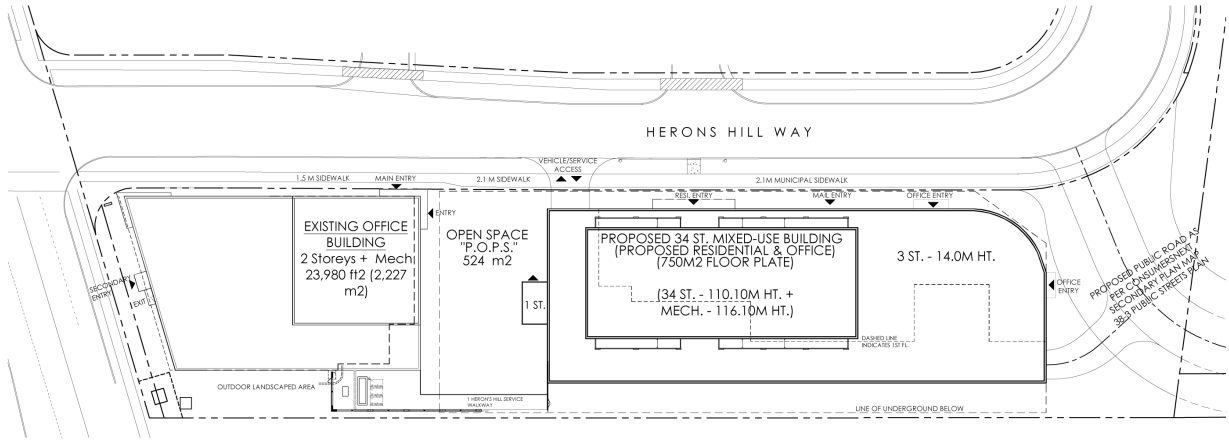 HERONS HILL WAY
VEHICLE/SERVICE
ACCESS
1.5 M SIDEWALK
MAIN ENTRY
2.1 M SIDEWALK
2.1M MUNICIPAL SIDEWALK
RESI. ENTRY
MAIL ENTRY
OFFICE ENTRY
ENTRY
EXISTING OFFICE
BUILDING
2 Storeys + Mech
23,980 ft2 (2,227
m2)
OPEN SPACE
"P.O.P.S."
524 m2
PROPOSED 34 ST. MIXED-USE BUILDING
(PROPOSED RESIDENTIAL & OFFICE)
(750M2 FLOOR PLATE)
(34 ST. - 110.10M HT. +
MECH. - 116.10M HT.)
3 ST. - 14.0M HT.
PROPOSED PUBLIC ROAD AS
PER CONSUMERSNEXT
SECONDARY PLAN MAP
38-3 PUBLIC STREETS PLAN
SECONDARY
ENTRY
EXIT
1 ST.
OFFICE
ENTRY
DASHED LINE
INDICATES 1ST FL.
OUTDOOR LANDSCAPED AREA
1 HERON'S HILL SERVICE
WALKWAY
LINE OF UNDERGROUND BELOW